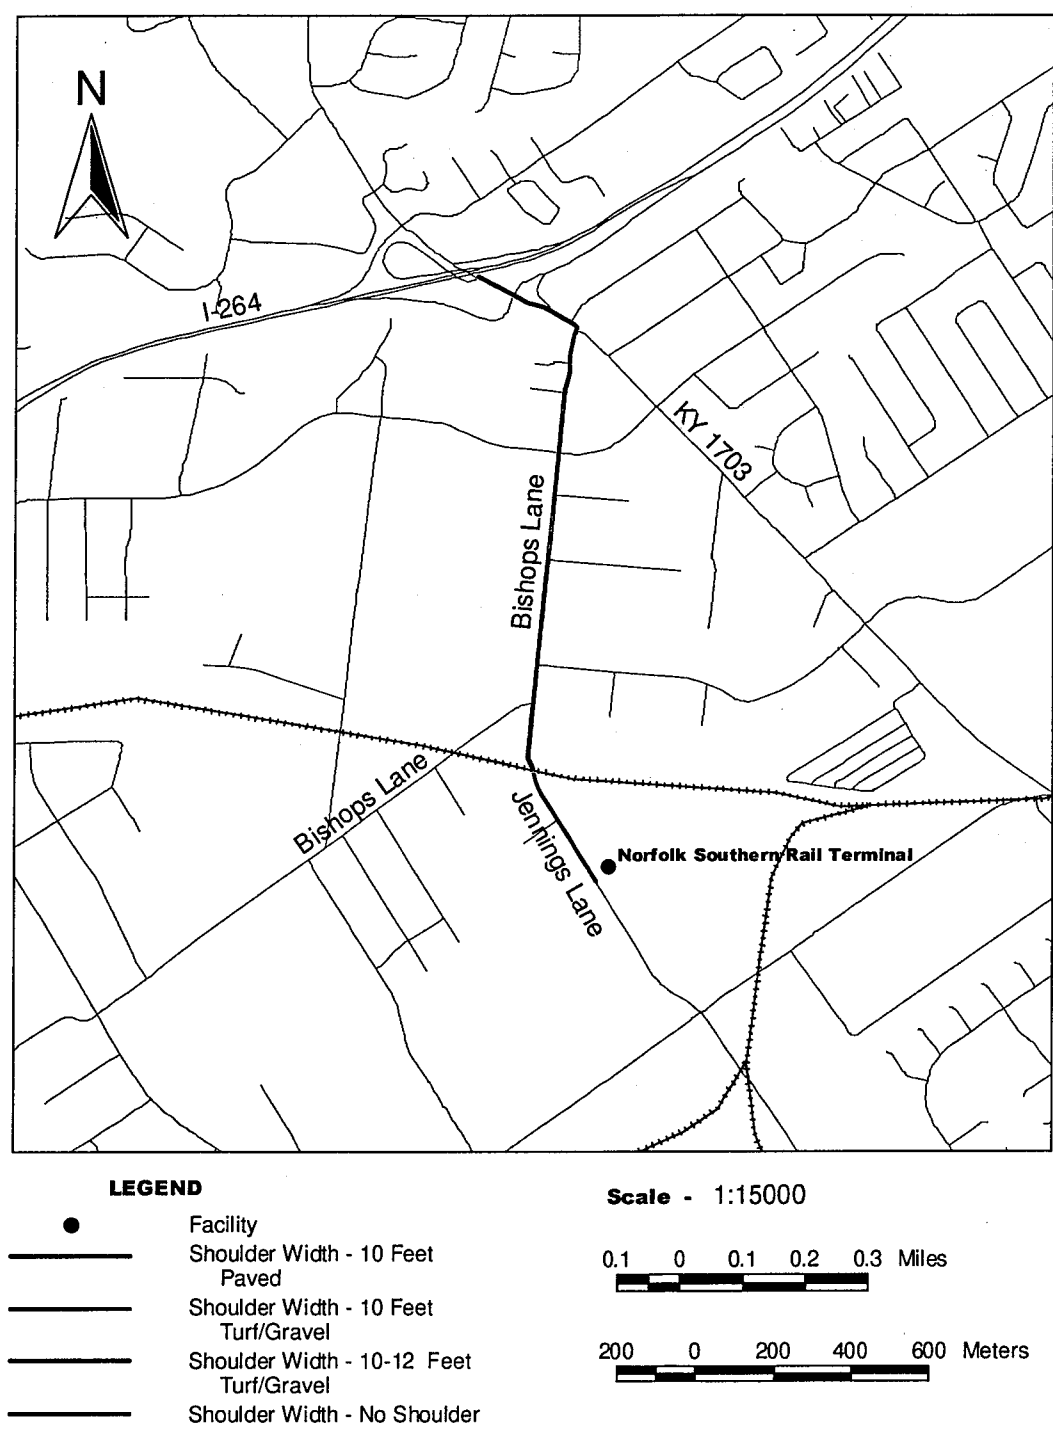 N
I-264
KY 1703
Bishops Lane
Bishops Lane
Jennings Lane
Norfolk Southern Rail Terminal
LEGEND
Facility
Shoulder Width - 10 Feet
Paved
Shoulder Width - 10 Feet
Turf/Gravel
Shoulder Width - 10-12 Feet
Turf/Gravel
Shoulder Width - No Shoulder
Scale - 1:15000
0.1 0 0.1 0.2 0.3 Miles
200 0 200 400 600 Meters